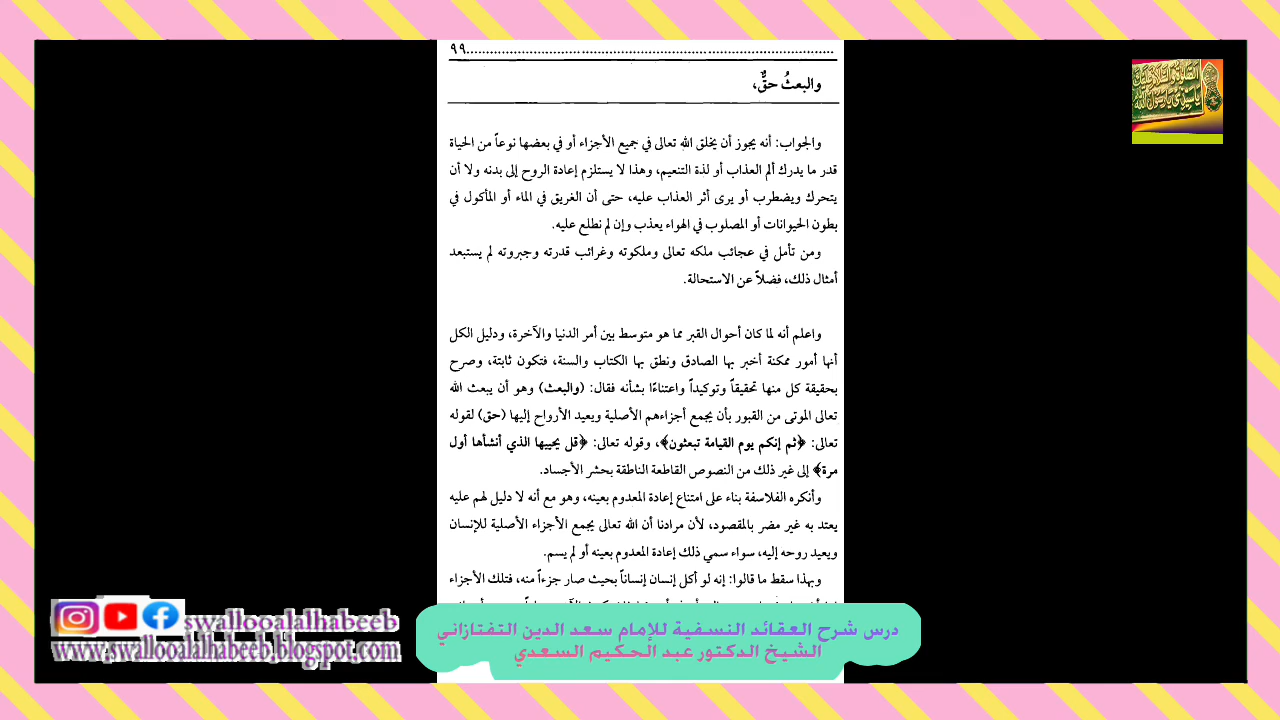 ٩٩
والبعثُ حقٌّ،
والجواب: أنه يجوز أن يخلق الله تعالى في جميع الأجزاء أو في بعضها نوعاً من الحياة
قدر ما يدرك ألم العذاب أو لذة التنعيم، وهذا لا يستلزم إعادة الروح إلى بدنه ولا أن
يتحرك ويضطرب أو يرى أثر العذاب عليه، حتى أن الغريق في الماء أو المأكول في
بطون الحيوانات أو المصلوب في الهواء يعذب وإن لم نطلع عليه.
ومن تأمل في عجائب ملكه تعالى وملكوته وغرائب قدرته وجبروته لم يستبعد
أمثال ذلك، فضلاً عن الاستحالة.
واعلم أنه لما كان أحوال القبر مما هو متوسط بين أمر الدنيا والآخرة، ودليل الكل
أنها أمور ممكنة أخبر بها الصادق ونطق بها الكتاب والسنة، فتكون ثابتة، وصرح
بحقيقة كل منها تحقيقاً وتوكيداً واعتناءًا بشأنه فقال: (والبعث) وهو أن يبعث الله
تعالى الموتى من القبور بأن يجمع أجزاءهم الأصلية ويعيد الأرواح إليها (حق) لقوله
تعالى: ﴿ثم إنكم يوم القيامة تبعثون﴾، وقوله تعالى: ﴿قل يحييها الذي أنشأها أول
مرة﴾ إلى غير ذلك من النصوص القاطعة الناطقة بحشر الأجساد.
وأنكره الفلاسفة بناء على امتناع إعادة المعدوم بعينه، وهو مع أنه لا دليل لهم عليه
يعتد به غير مضر بالمقصود، لأن مرادنا أن الله تعالى يجمع الأجزاء الأصلية للإنسان
ويعيد روحه إليه، سواء سمي ذلك إعادة المعدوم بعينه أو لم يسم.
وبهذا سقط ما قالوا: إنه لو أكل إنسان إنساناً بحيث صار جزءاً منه، فتلك الأجزاء
swallooalalhabeeb
www.swallooalalhabeeb.blogspot.com
درس شرح العقائد النسفية للإمام سعد الدين التفتازاني
الشيخ الدكتور عبد الحكيم السعدي